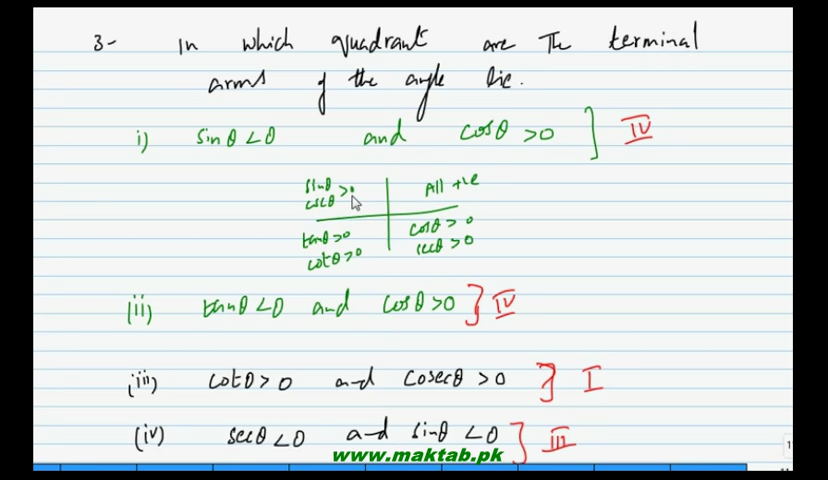 3- In which quadrant are The terminal
arms of the angle lie.
i) sinθ < 0 and cosθ > 0 ] IV
sinθ
cscθ > 0
All +ve
tanθ > 0
cotθ > 0
cosθ > 0
secθ > 0
(ii) tanθ < 0 and cosθ > 0 } IV
(iii) cotθ > 0 and cosecθ > 0 } I
(iv) secθ < 0 and sinθ < 0 } III
www.maktab.pk
1